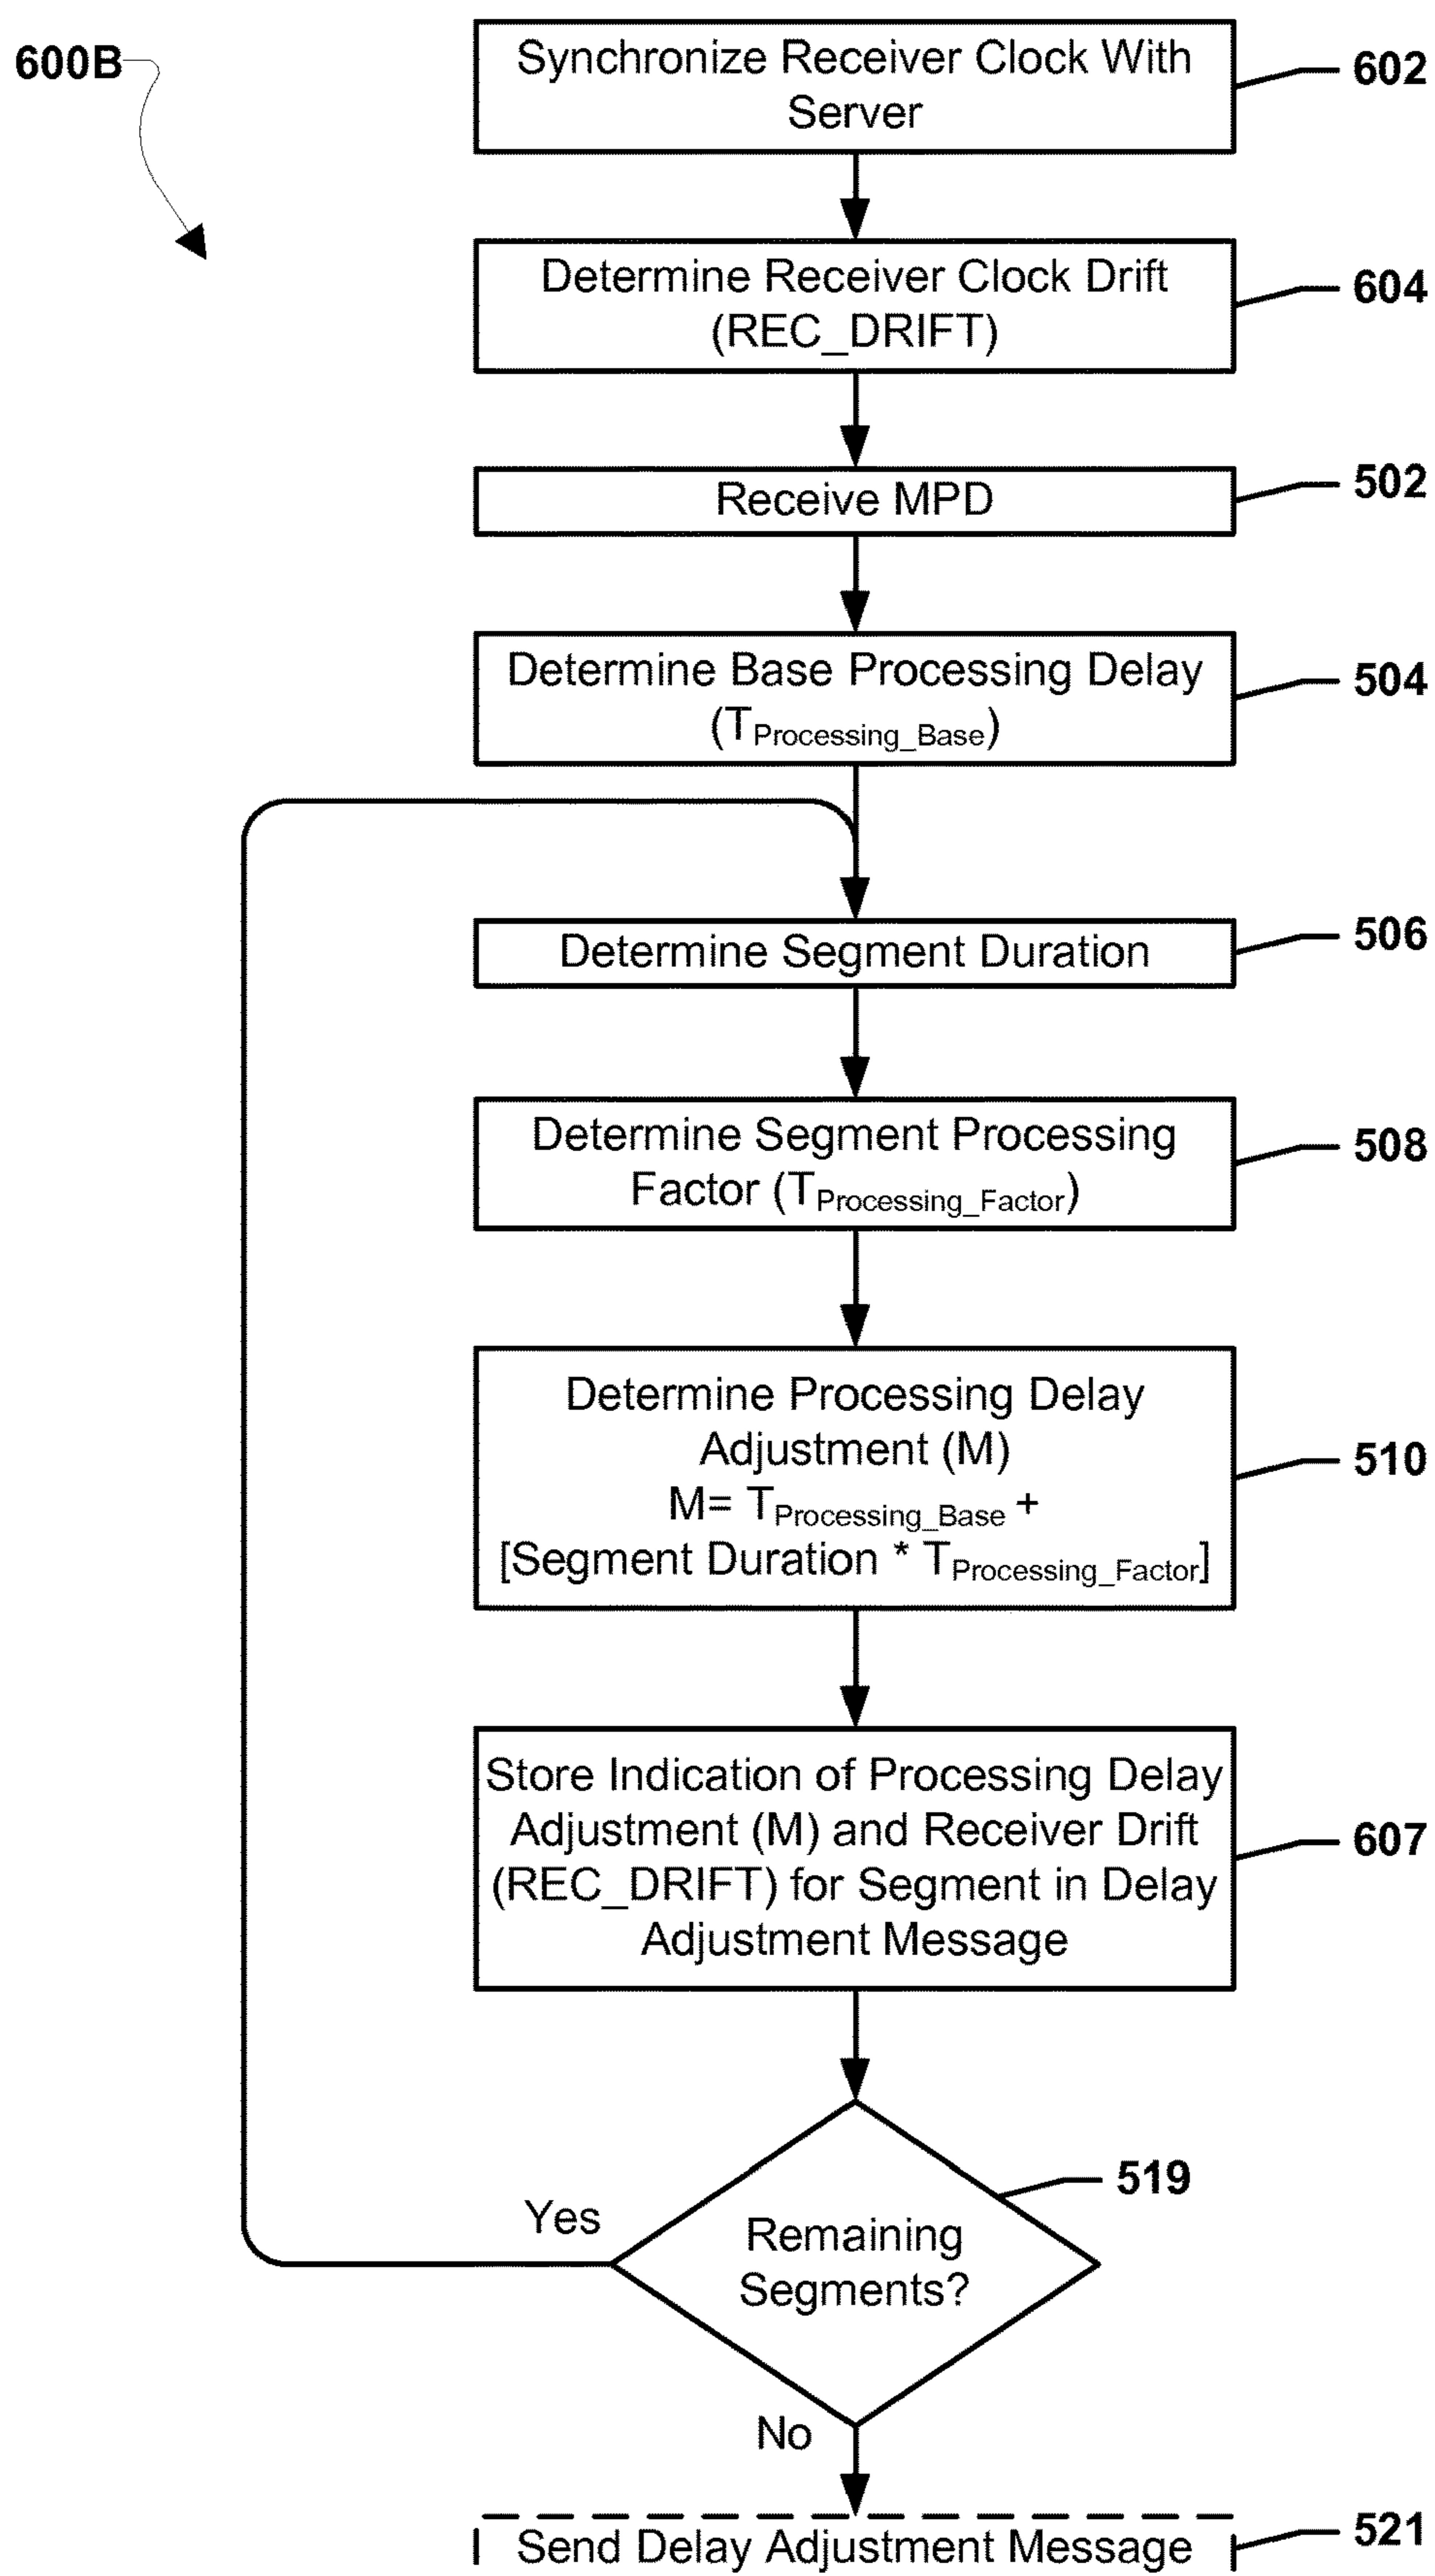 600B
Synchronize Receiver Clock With
Server
602
Determine Receiver Clock Drift
(REC_DRIFT)
604
Receive MPD
502
Determine Base Processing Delay
(TProcessing_Base)
504
Determine Segment Duration
506
Determine Segment Processing
Factor (TProcessing_Factor)
508
Determine Processing Delay
Adjustment (M)
M= TProcessing_Base +
[Segment Duration * TProcessing_Factor]
510
Store Indication of Processing Delay
Adjustment (M) and Receiver Drift
(REC_DRIFT) for Segment in Delay
Adjustment Message
607
Yes
Remaining
Segments?
519
No
Send Delay Adjustment Message
521